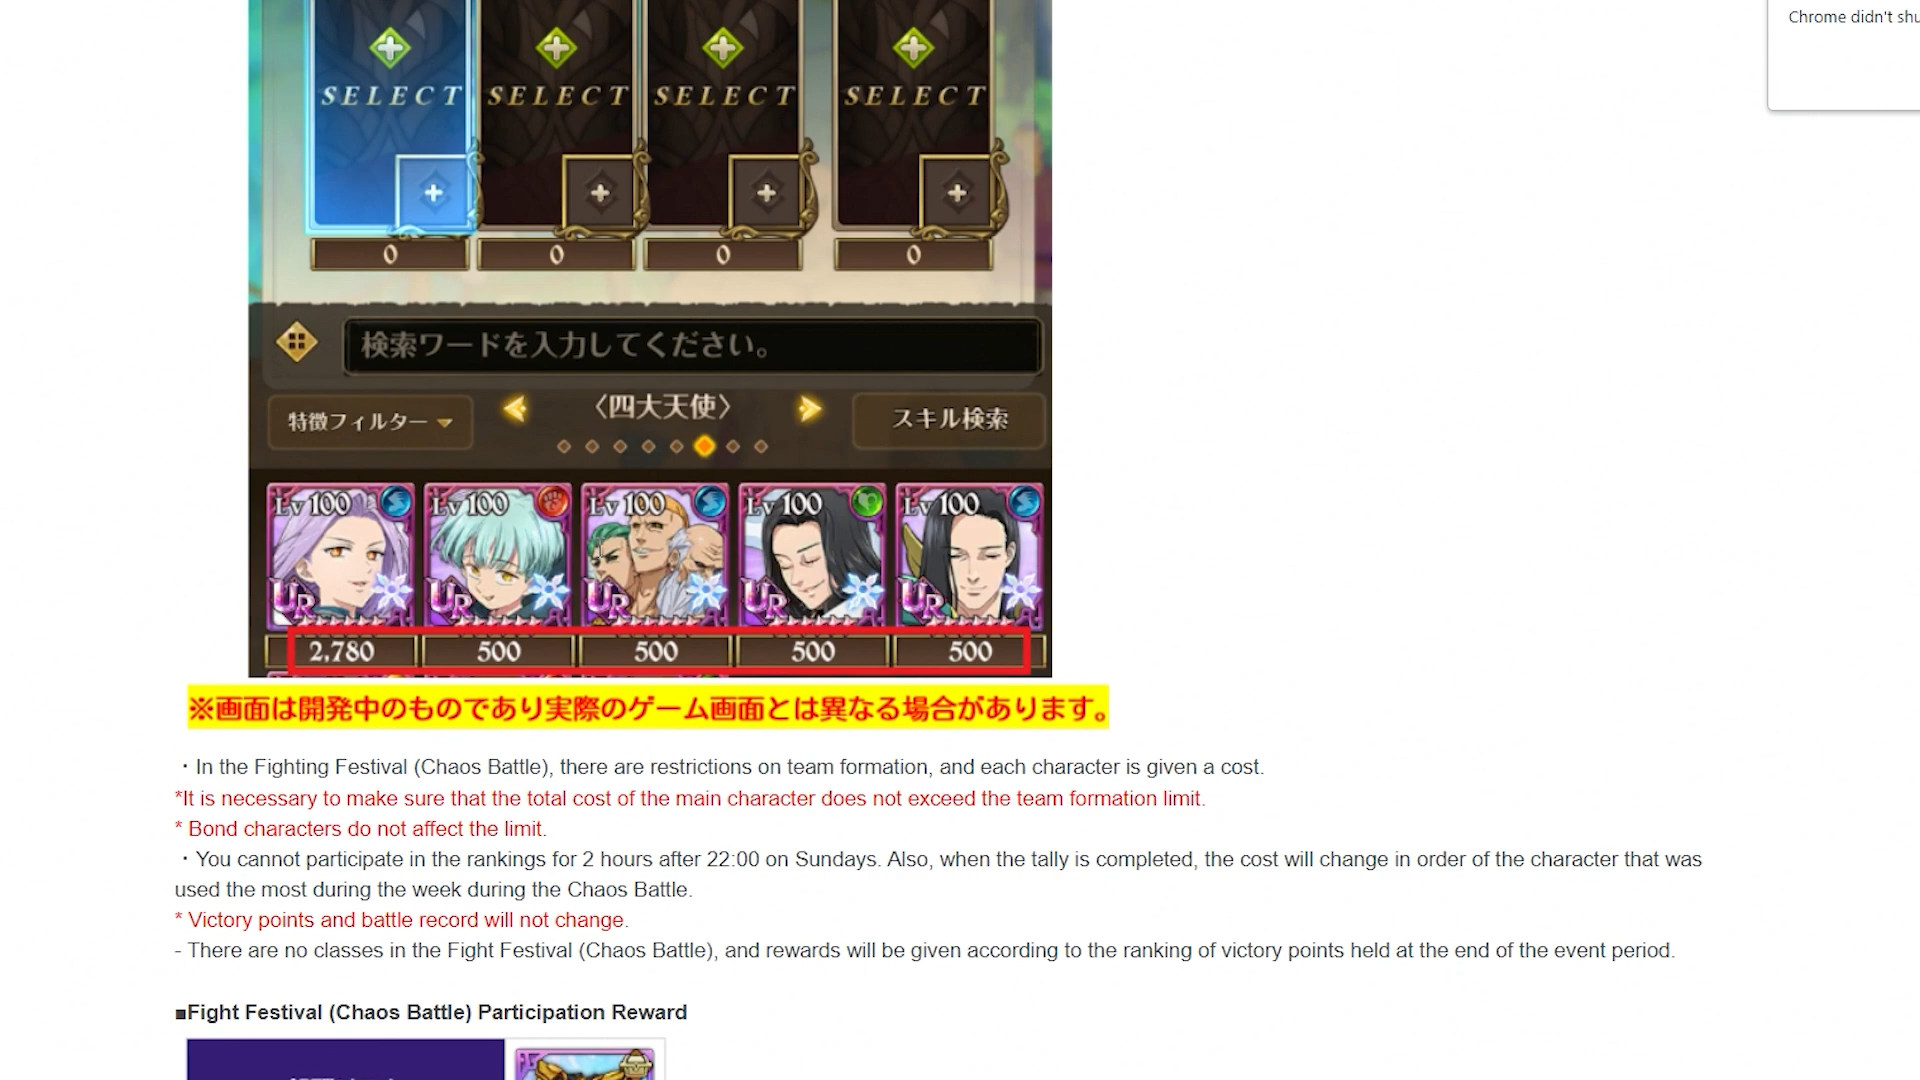 Chrome didn't shu
SELECT SELECT SELECT SELECT
0 0 0 0
検索ワードを入力してください。
特徴フィルター 〈四大天使〉 スキル検索
Lv100 Lv100 Lv100 Lv100 Lv100
UR UR UR UR UR
2,780 500 500 500 500
※画面は開発中のものであり実際のゲーム画面とは異なる場合があります。
・In the Fighting Festival (Chaos Battle), there are restrictions on team formation, and each character is given a cost.
*It is necessary to make sure that the total cost of the main character does not exceed the team formation limit.
* Bond characters do not affect the limit.
・You cannot participate in the rankings for 2 hours after 22:00 on Sundays. Also, when the tally is completed, the cost will change in order of the character that was
used the most during the week during the Chaos Battle.
* Victory points and battle record will not change.
- There are no classes in the Fight Festival (Chaos Battle), and rewards will be given according to the ranking of victory points held at the end of the event period.
■Fight Festival (Chaos Battle) Participation Reward